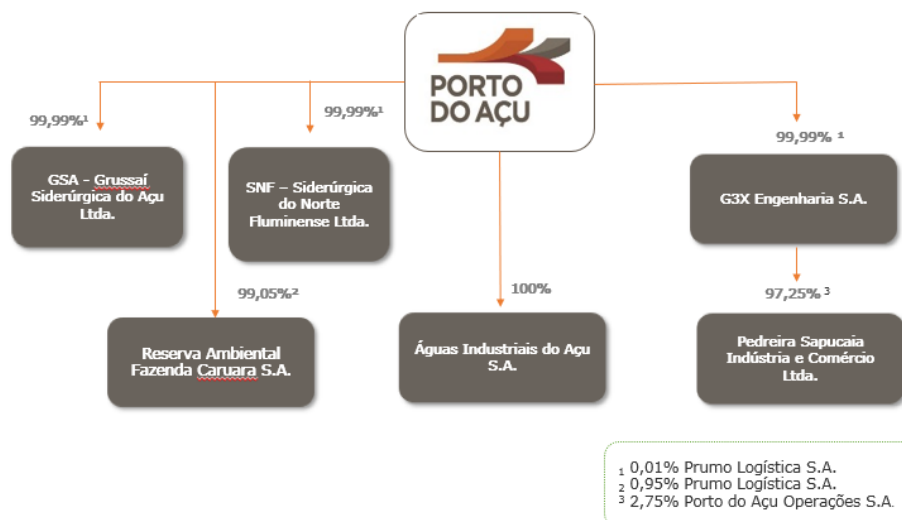 PORTO
DO AÇU
99,99%¹
99,99%¹
99,99% ¹
GSA - Grussaí
Siderúrgica do Açu
Ltda.
SNF – Siderúrgica
do Norte
Fluminense Ltda.
G3X Engenharia S.A.
99,05%²
100%
97,25% ³
Reserva Ambiental
Fazenda Caruara S.A.
Águas Industriais do Açu
S.A.
Pedreira Sapucaia
Indústria e Comércio
Ltda.
1 0,01% Prumo Logística S.A.
2 0,95% Prumo Logística S.A.
³ 2,75% Porto do Açu Operações S.A.